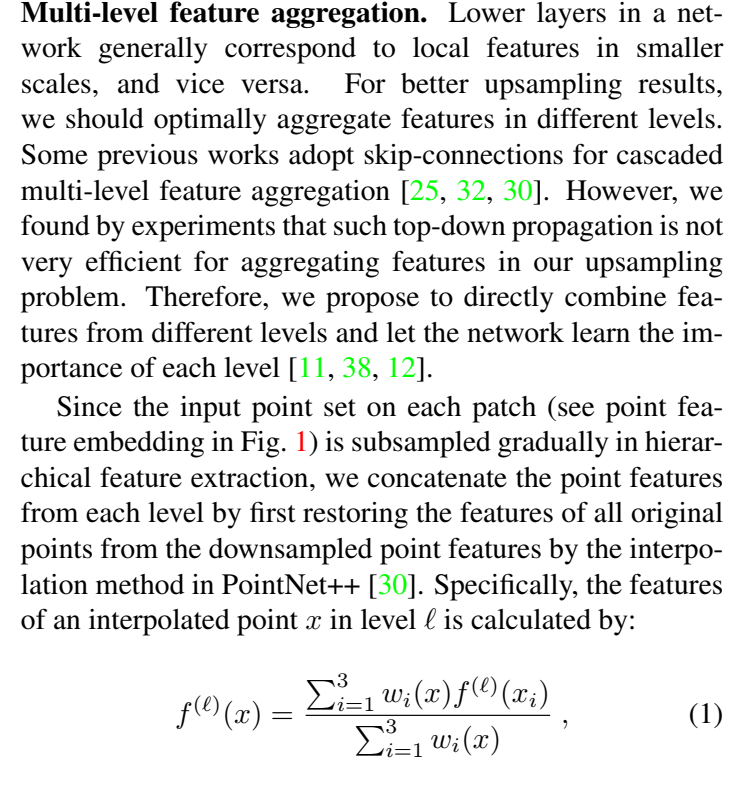 Multi-level feature aggregation. Lower layers in a net-
work generally correspond to local features in smaller
scales, and vice versa. For better upsampling results,
we should optimally aggregate features in different levels.
Some previous works adopt skip-connections for cascaded
multi-level feature aggregation [25, 32, 30]. However, we
found by experiments that such top-down propagation is not
very efficient for aggregating features in our upsampling
problem. Therefore, we propose to directly combine fea-
tures from different levels and let the network learn the im-
portance of each level [11, 38, 12].
Since the input point set on each patch (see point fea-
ture embedding in Fig. 1) is subsampled gradually in hierar-
chical feature extraction, we concatenate the point features
from each level by first restoring the features of all original
points from the downsampled point features by the interpo-
lation method in PointNet++ [30]. Specifically, the features
of an interpolated point x in level ℓ is calculated by:
f^{(ℓ)}(x) = \frac{\sum_{i=1}^{3} w_i(x) f^{(ℓ)}(x_i)}{\sum_{i=1}^{3} w_i(x)} , (1)